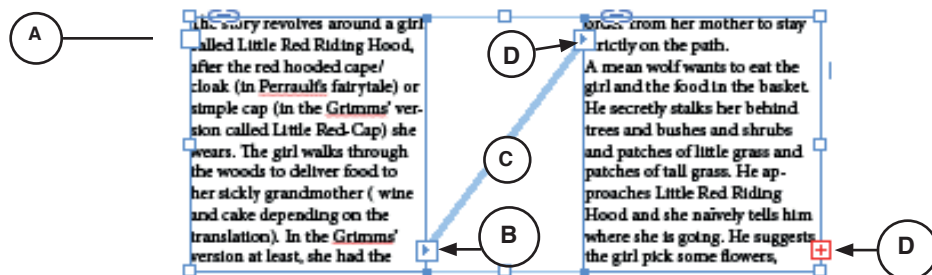 A
The story revolves around a girl
called Little Red Riding Hood,
after the red hooded cape/
cloak (in Perrault's fairytale) or
simple cap (in the Grimms' ver-
sion called Little Red-Cap) she
wears. The girl walks through
the woods to deliver food to
her sickly grandmother ( wine
and cake depending on the
translation). In the Grimms'
version at least, she had the
D
C
B
order from her mother to stay
strictly on the path.
A mean wolf wants to eat the
girl and the food in the basket.
He secretly stalks her behind
trees and bushes and shrubs
and patches of little grass and
patches of tall grass. He ap-
proaches Little Red Riding
Hood and she naïvely tells him
where she is going. He suggests
the girl pick some flowers,
D